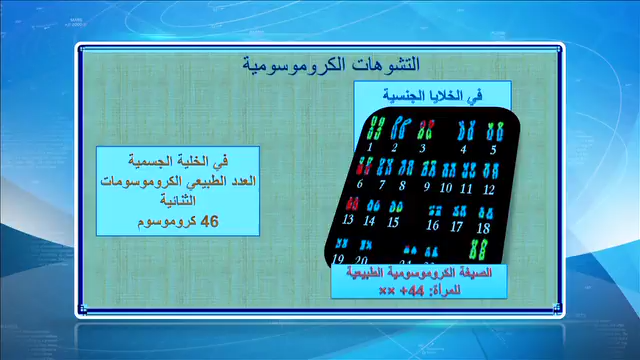 التشوهات الكروموسومية
في الخلايا الجنسية
في الخلية الجسمية
العدد الطبيعي الكروموسومات
الثنائية
46 كروموسوم
1 2 3 4 5
6 7 8 9 10 11 12
13 14 15 16 17 18
19 20
الصيغة الكروموسومية الطبيعية
للمرأة: 44+ ××